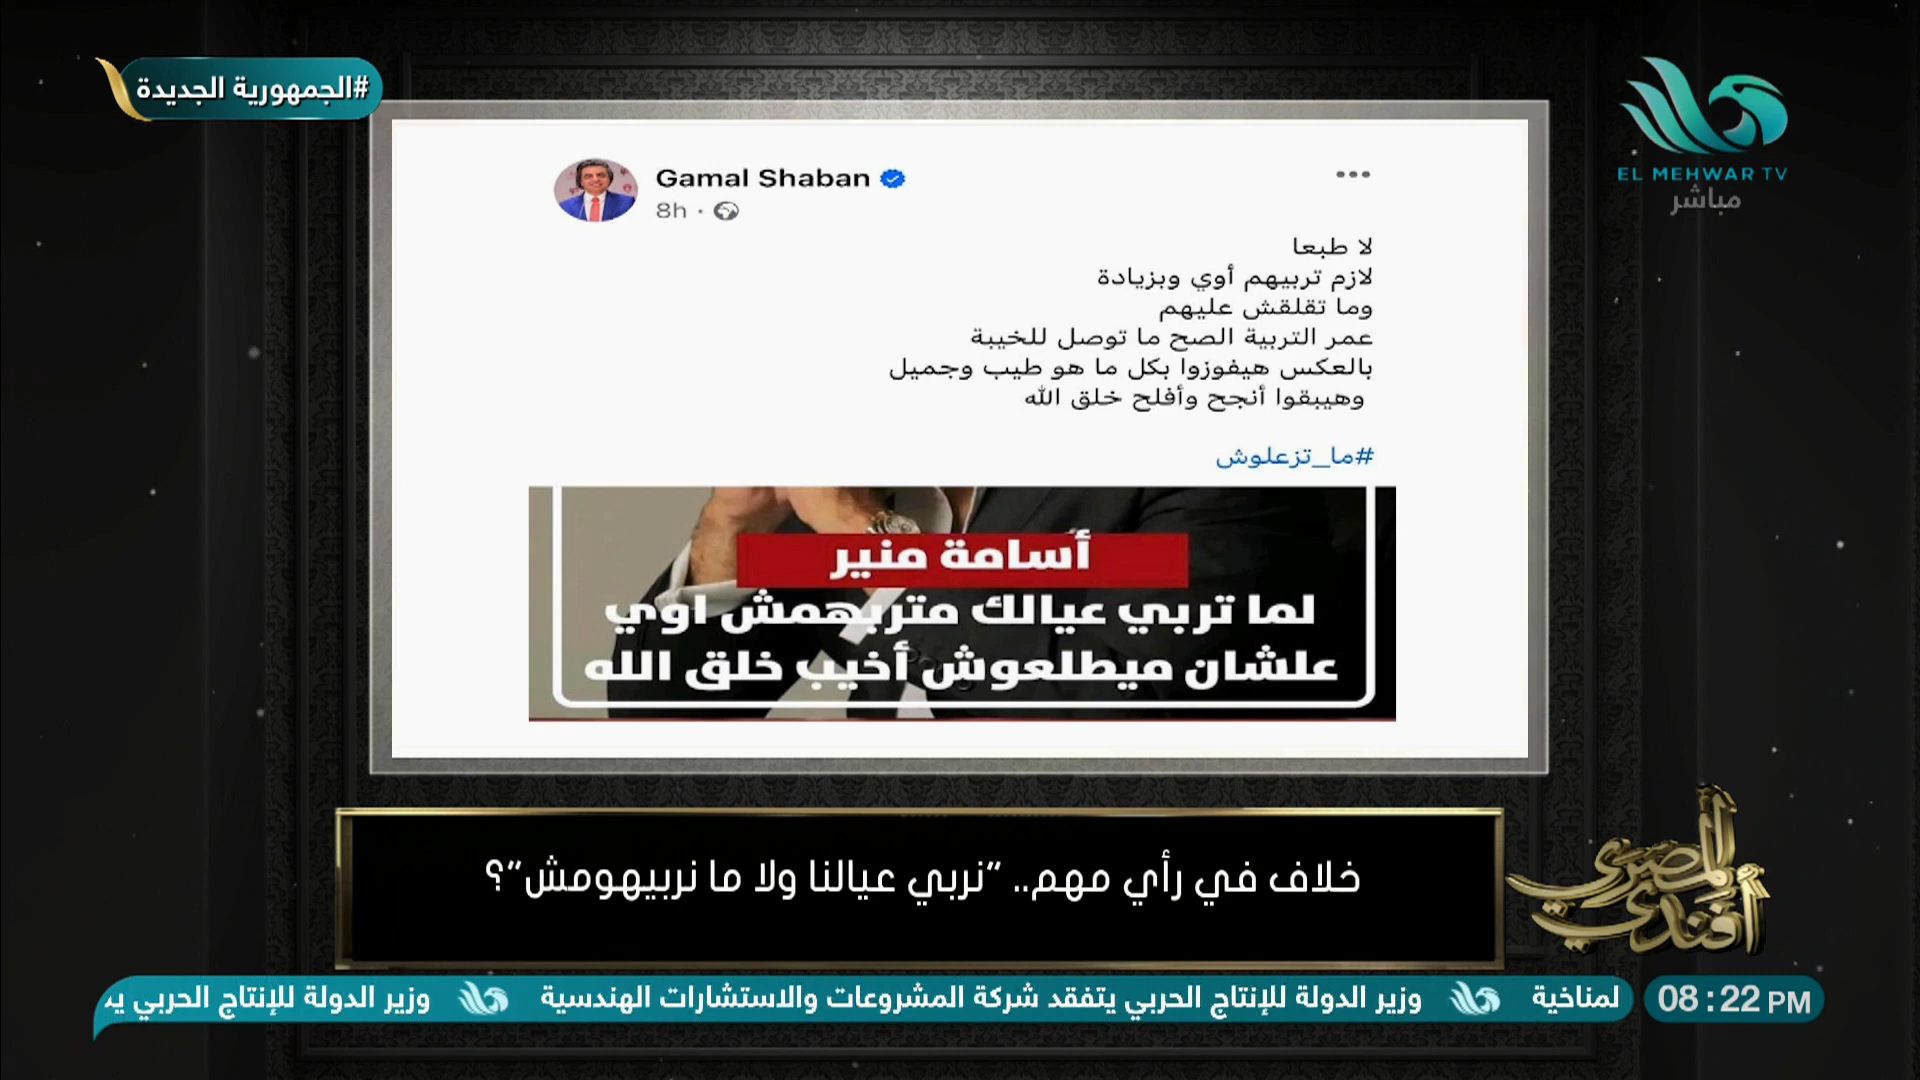 #الجمهورية الجديدة
EL MEHWAR TV
مباشر
Gamal Shaban
8h ·
لا طبعا
لازم تربيهم أوي وبزيادة
وما تقلقش عليهم
عمر التربية الصح ما توصل للخيبة
بالعكس هيفوزوا بكل ما هو طيب وجميل
وهيبقوا أنجح وأفلح خلق الله
#ما_تزعلوش
أسامة منير
لما تربي عيالك متربهمش اوي
علشان ميطلعوش أخيب خلق الله
خلاف في رأي مهم.. "نربي عيالنا ولا ما نربيهومش"؟
المصري أفندي
لمناخية وزير الدولة للإنتاج الحربي يتفقد شركة المشروعات والاستشارات الهندسية وزير الدولة للإنتاج الحربي يت
08:22 PM